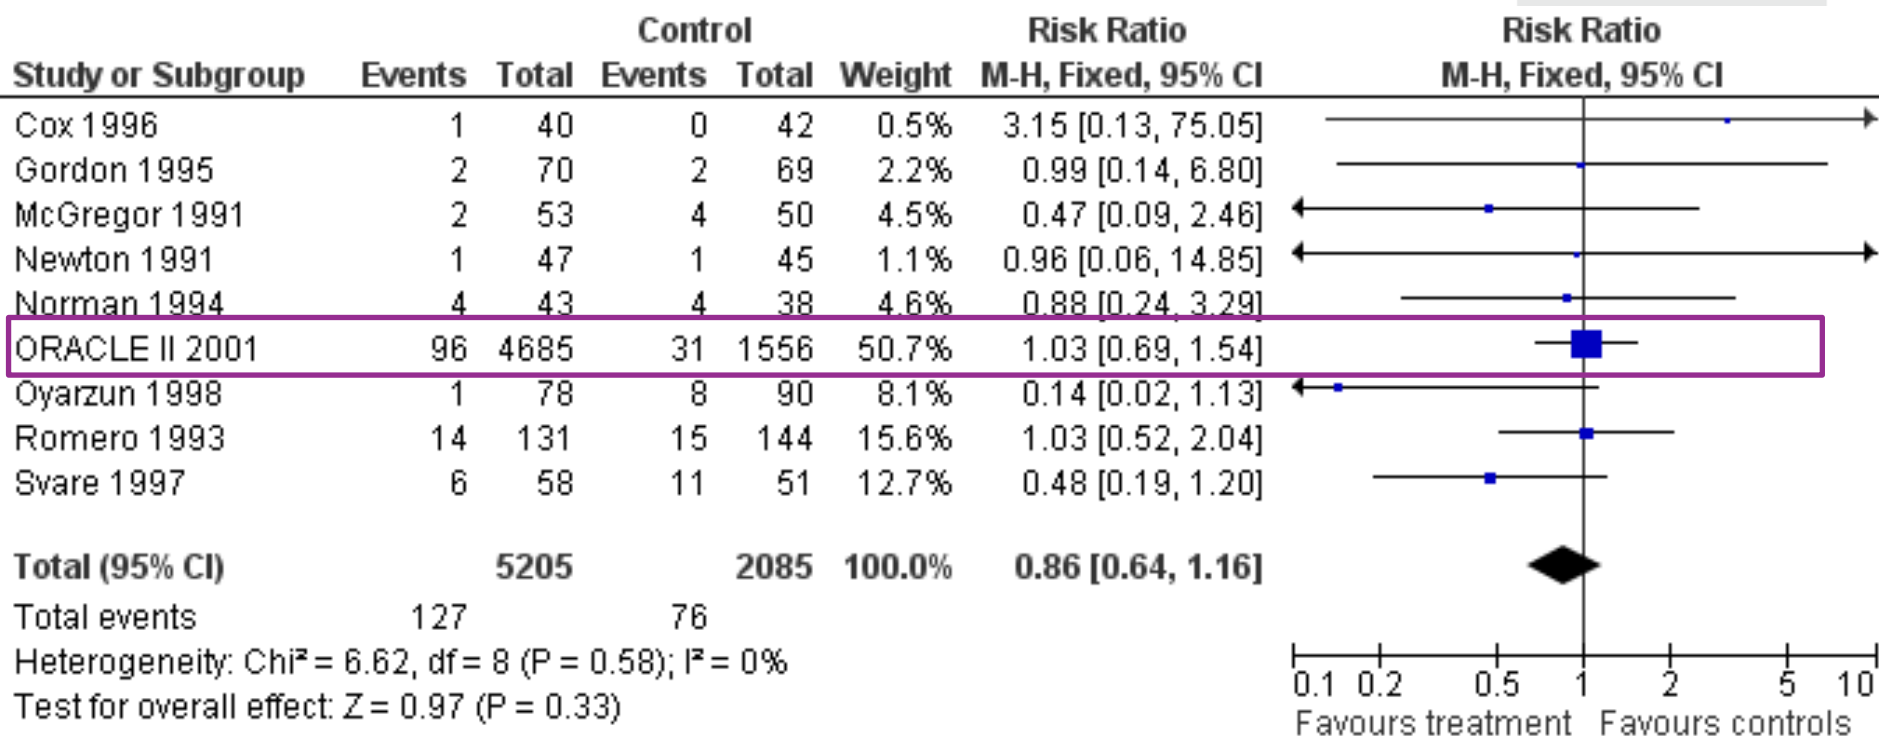 Control Risk Ratio Risk Ratio
Study or Subgroup Events Total Events Total Weight M-H, Fixed, 95% CI M-H, Fixed, 95% CI
Cox 1996 1 40 0 42 0.5% 3.15 [0.13, 75.05]
Gordon 1995 2 70 2 69 2.2% 0.99 [0.14, 6.80]
McGregor 1991 2 53 4 50 4.5% 0.47 [0.09, 2.46]
Newton 1991 1 47 1 45 1.1% 0.96 [0.06, 14.85]
Norman 1994 4 43 4 38 4.6% 0.88 [0.24, 3.29]
ORACLE II 2001 96 4685 31 1556 50.7% 1.03 [0.69, 1.54]
Oyarzun 1998 1 78 8 90 8.1% 0.14 [0.02, 1.13]
Romero 1993 14 131 15 144 15.6% 1.03 [0.52, 2.04]
Svare 1997 6 58 11 51 12.7% 0.48 [0.19, 1.20]
Total (95% CI) 5205 2085 100.0% 0.86 [0.64, 1.16]
Total events 127 76
Heterogeneity: Chi² = 6.62, df = 8 (P = 0.58); I² = 0%
Test for overall effect: Z = 0.97 (P = 0.33)
0.1 0.2 0.5 1 2 5 10
Favours treatment Favours controls